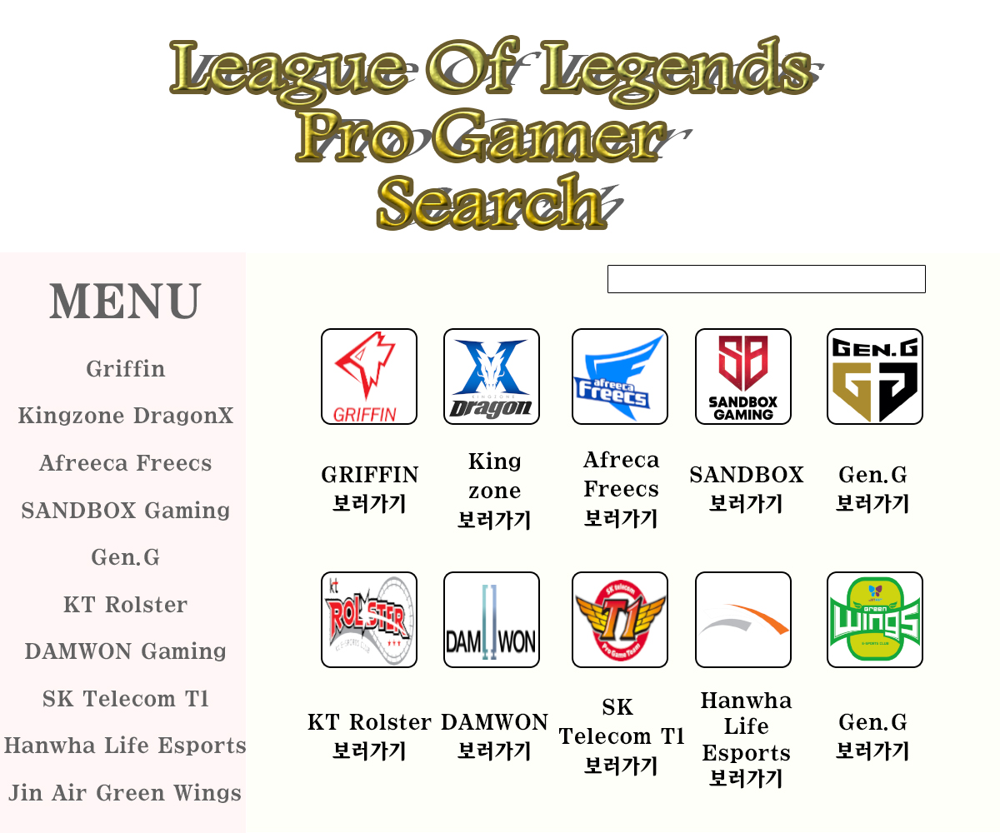 League Of Legends
Pro Gamer
Search
MENU
Griffin
Kingzone DragonX
Afreeca Freecs
SANDBOX Gaming
Gen.G
KT Rolster
DAMWON Gaming
SK Telecom T1
Hanwha Life Esports
Jin Air Green Wings
GRIFFIN
KINGZONE
Dragon
afreeca
Freecs
SANDBOX
GAMING
GEN.G
GRIFFIN
보러가기
King
zone
보러가기
Afreca
Freecs
보러가기
SANDBOX
보러가기
Gen.G
보러가기
kt
ROLSTER
DAMWON
SK telecom
T1
Pro Game Team
Green
Wings
E-SPORTS CLUB
KT Rolster
보러가기
DAMWON
보러가기
SK
Telecom T1
보러가기
Hanwha
Life
Esports
보러가기
Gen.G
보러가기